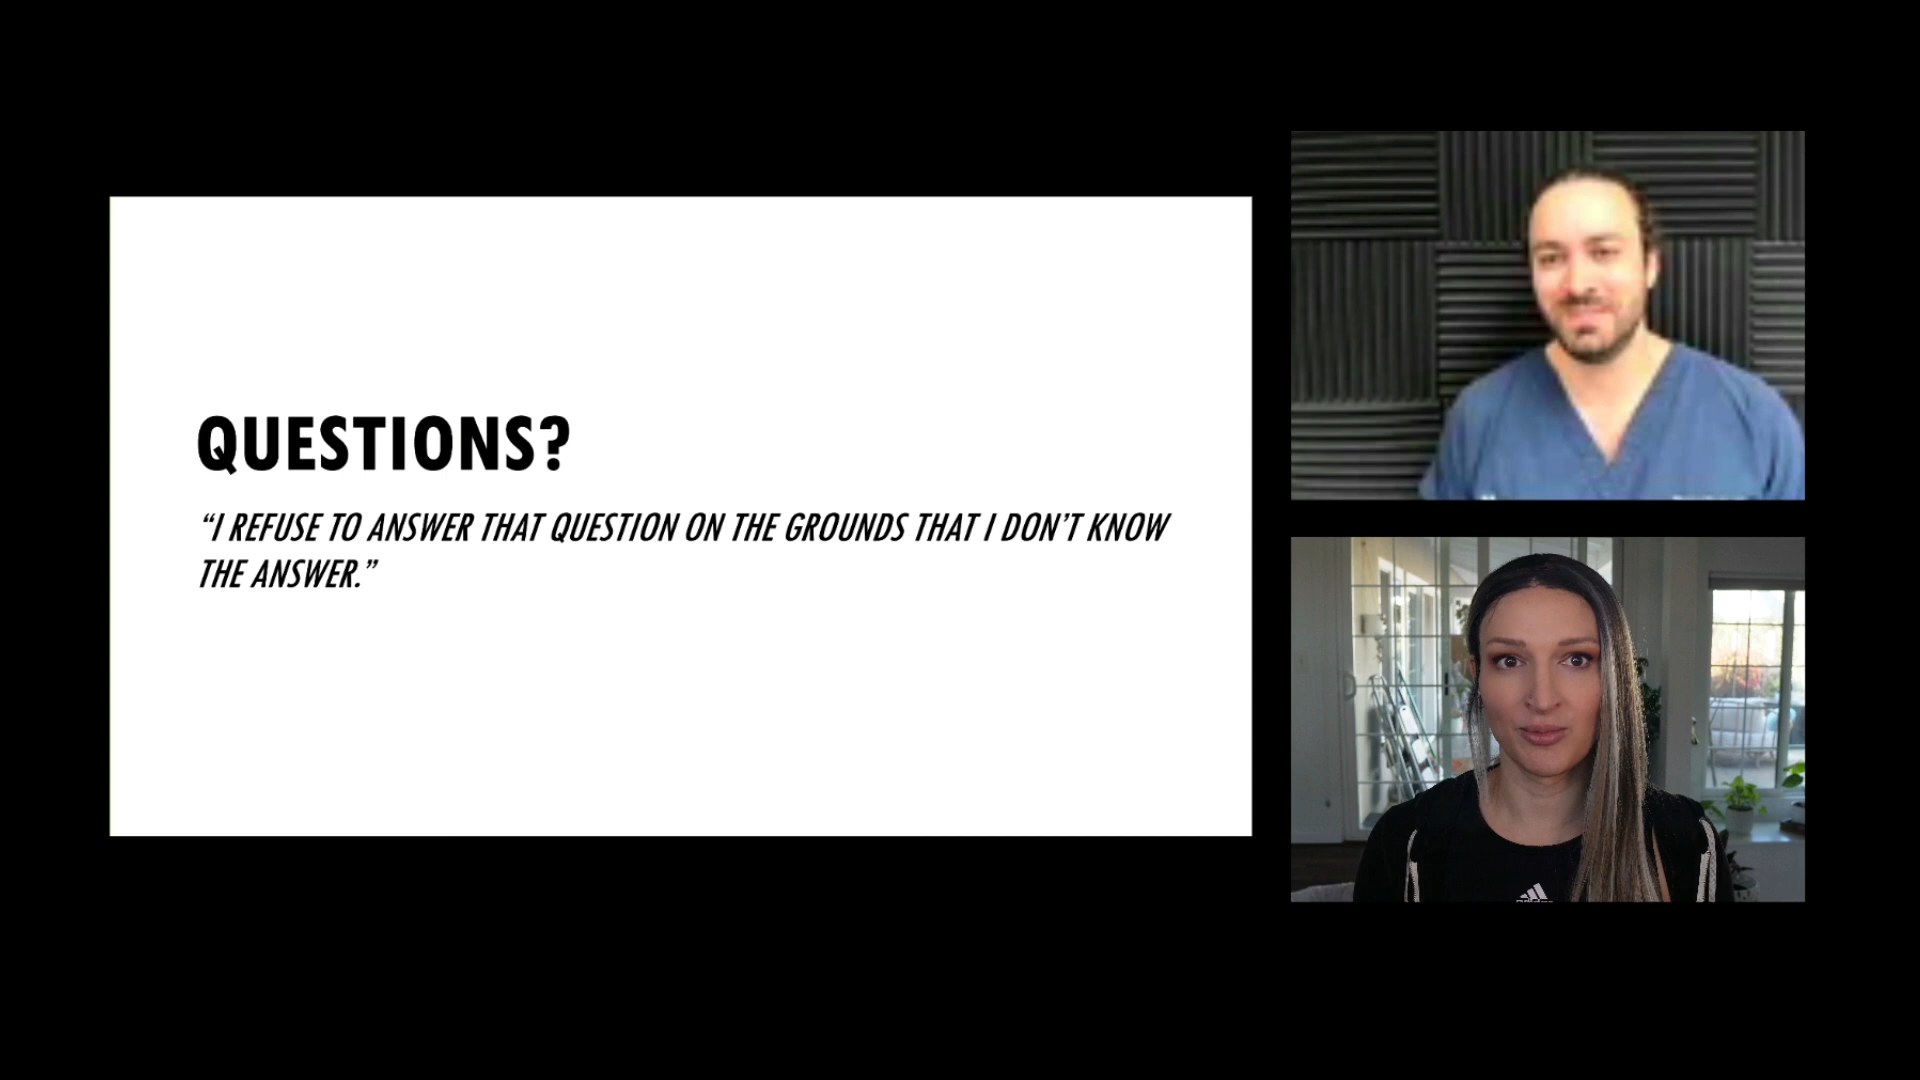 QUESTIONS?
“I REFUSE TO ANSWER THAT QUESTION ON THE GROUNDS THAT I DON’T KNOW
THE ANSWER.”